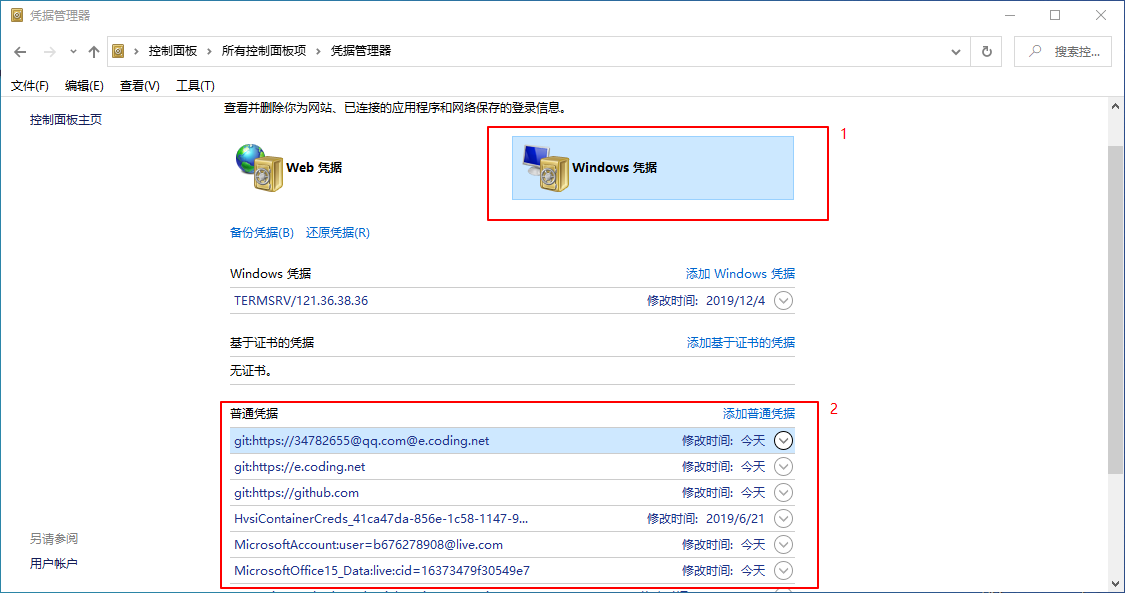 凭据管理器
控制面板 › 所有控制面板项 › 凭据管理器 搜索控...
文件(F) 编辑(E) 查看(V) 工具(T)
控制面板主页
查看并删除你为网站、已连接的应用程序和网络保存的登录信息。
1
Web 凭据 Windows 凭据
备份凭据(B) 还原凭据(R)
Windows 凭据 添加 Windows 凭据
TERMSRV/121.36.38.36 修改时间: 2019/12/4
基于证书的凭据 添加基于证书的凭据
无证书。
2
普通凭据 添加普通凭据
git:https://34782655@qq.com@e.coding.net 修改时间: 今天
git:https://e.coding.net 修改时间: 今天
git:https://github.com 修改时间: 今天
HvsiContainerCreds_41ca47da-856e-1c58-1147-9... 修改时间: 2019/6/21
MicrosoftAccount:user=b676278908@live.com 修改时间: 今天
MicrosoftOffice15_Data:live:cid=16373479f30549e7 修改时间: 今天
另请参阅
用户帐户